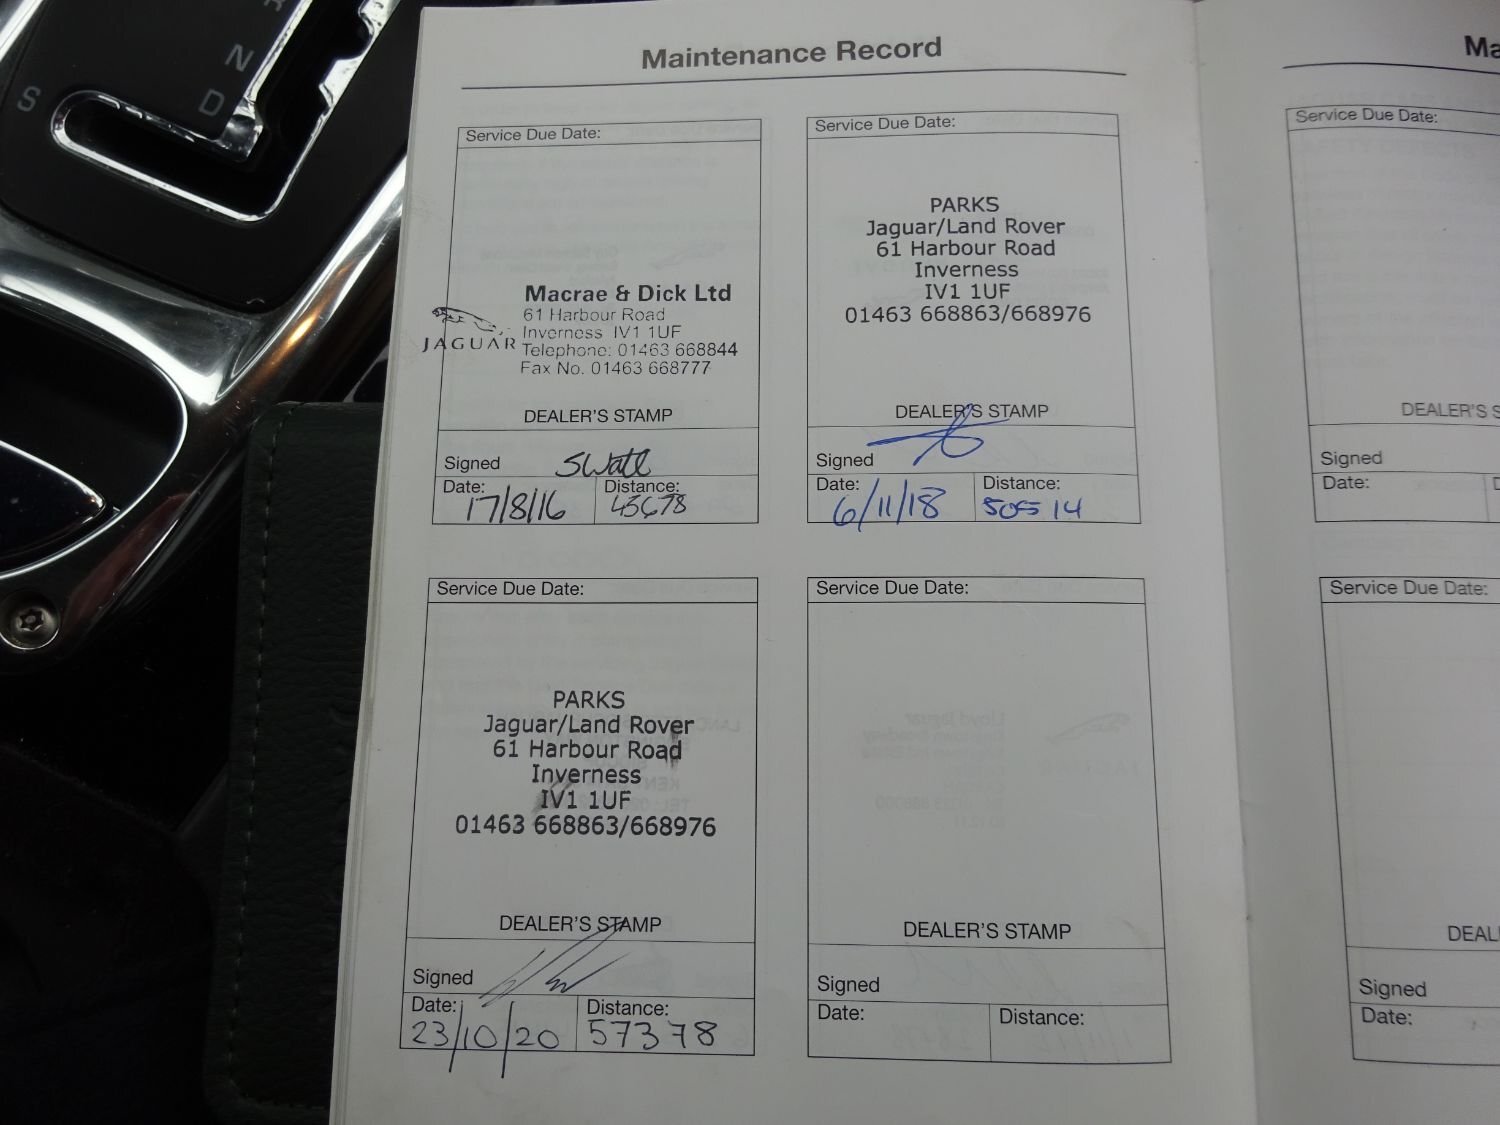 N
D
S
Maintenance Record
Service Due Date:
JAGUAR
Macrae & Dick Ltd
61 Harbour Road
Inverness IV1 1UF
Telephone: 01463 668844
Fax No. 01463 668777
DEALER'S STAMP
Signed
Date: 17/8/16
Distance: 43678
Service Due Date:
PARKS
Jaguar/Land Rover
61 Harbour Road
Inverness
IV1 1UF
01463 668863/668976
DEALER'S STAMP
Signed
Date: 6/11/18
Distance: 50514
Service Due Date:
PARKS
Jaguar/Land Rover
61 Harbour Road
Inverness
IV1 1UF
01463 668863/668976
DEALER'S STAMP
Signed
Date: 23/10/20
Distance: 57378
Service Due Date:
DEALER'S STAMP
Signed
Date:
Distance:
Ma
Service Due Date:
DEALER'S S
Signed
Date:
D
Service Due Date:
DEAL
Signed
Date: